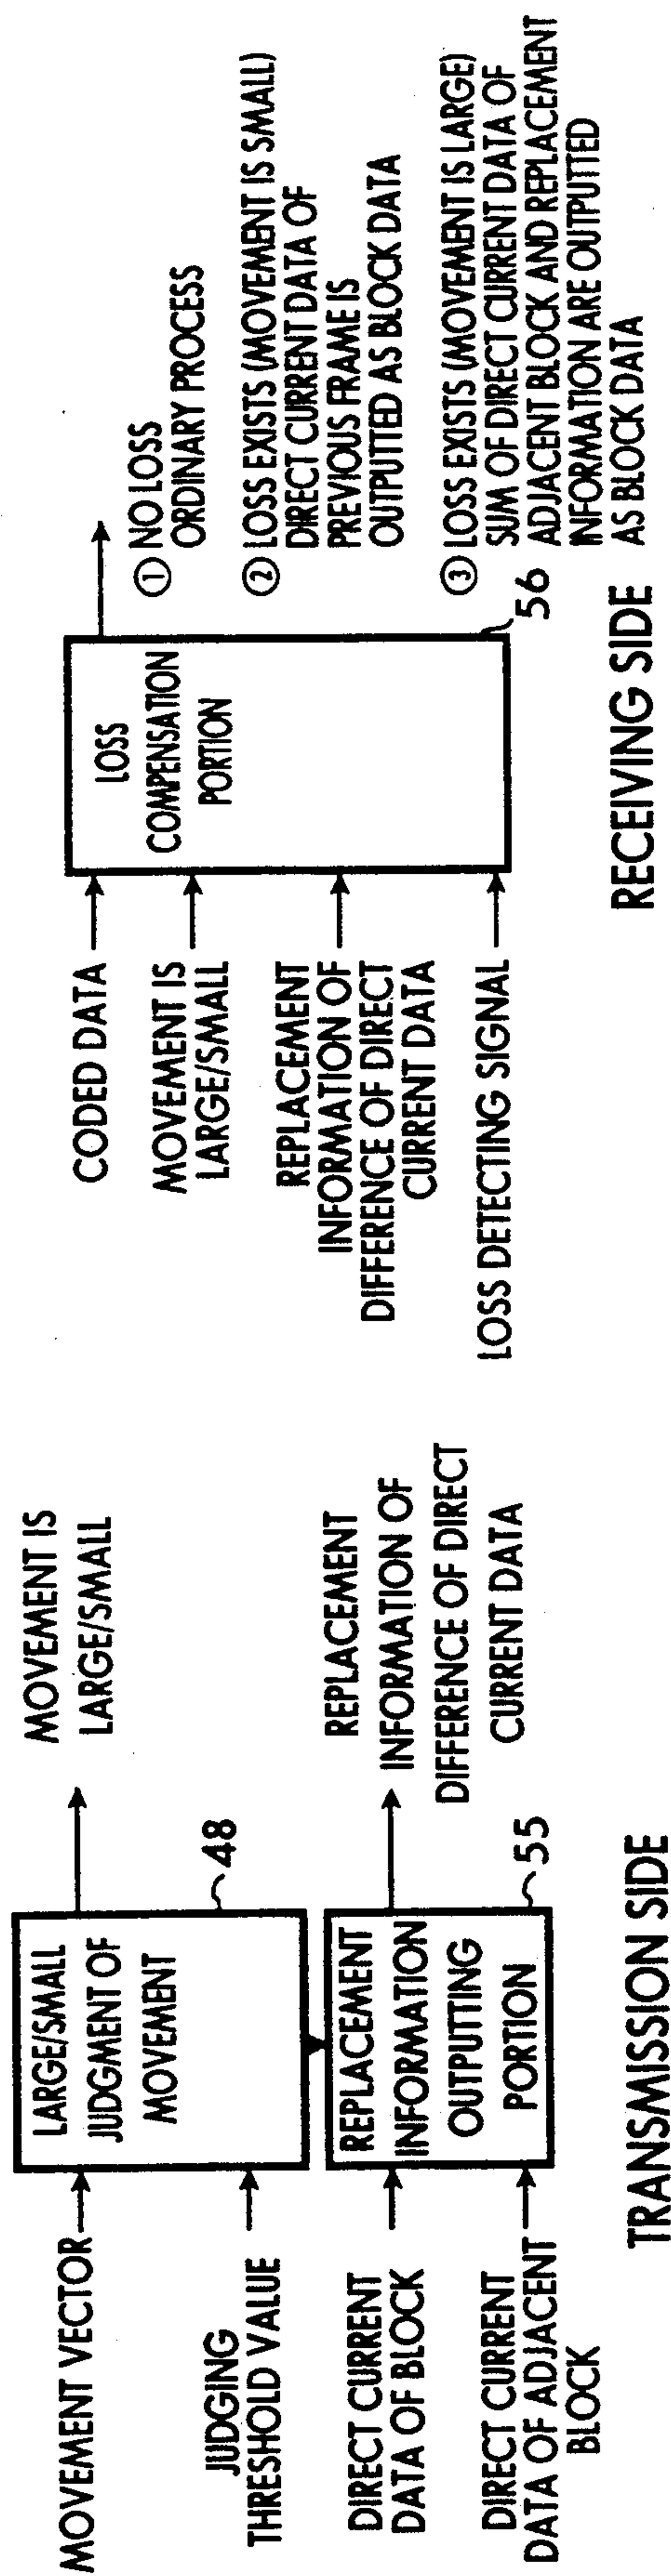 MOVEMENT VECTOR
JUDGING
THRESHOLD VALUE
LARGE/SMALL
JUDGMENT OF
MOVEMENT
48
MOVEMENT IS
LARGE/SMALL
DIRECT CURRENT
DATA OF BLOCK
DIRECT CURRENT
DATA OF ADJACENT
BLOCK
REPLACEMENT
INFORMATION
OUTPUTTING
PORTION
55
REPLACEMENT
INFORMATION OF
DIFFERENCE OF DIRECT
CURRENT DATA
TRANSMISSION SIDE
CODED DATA
MOVEMENT IS
LARGE/SMALL
REPLACEMENT
INFORMATION OF
DIFFERENCE OF DIRECT
CURRENT DATA
LOSS DETECTING SIGNAL
LOSS
COMPENSATION
PORTION
56
① NO LOSS
ORDINARY PROCESS
② LOSS EXISTS (MOVEMENT IS SMALL)
DIRECT CURRENT DATA OF
PREVIOUS FRAME IS
OUTPUTTED AS BLOCK DATA
③ LOSS EXISTS (MOVEMENT IS LARGE)
SUM OF DIRECT CURRENT DATA OF
ADJACENT BLOCK AND REPLACEMENT
INFORMATION ARE OUTPUTTED
AS BLOCK DATA
RECEIVING SIDE